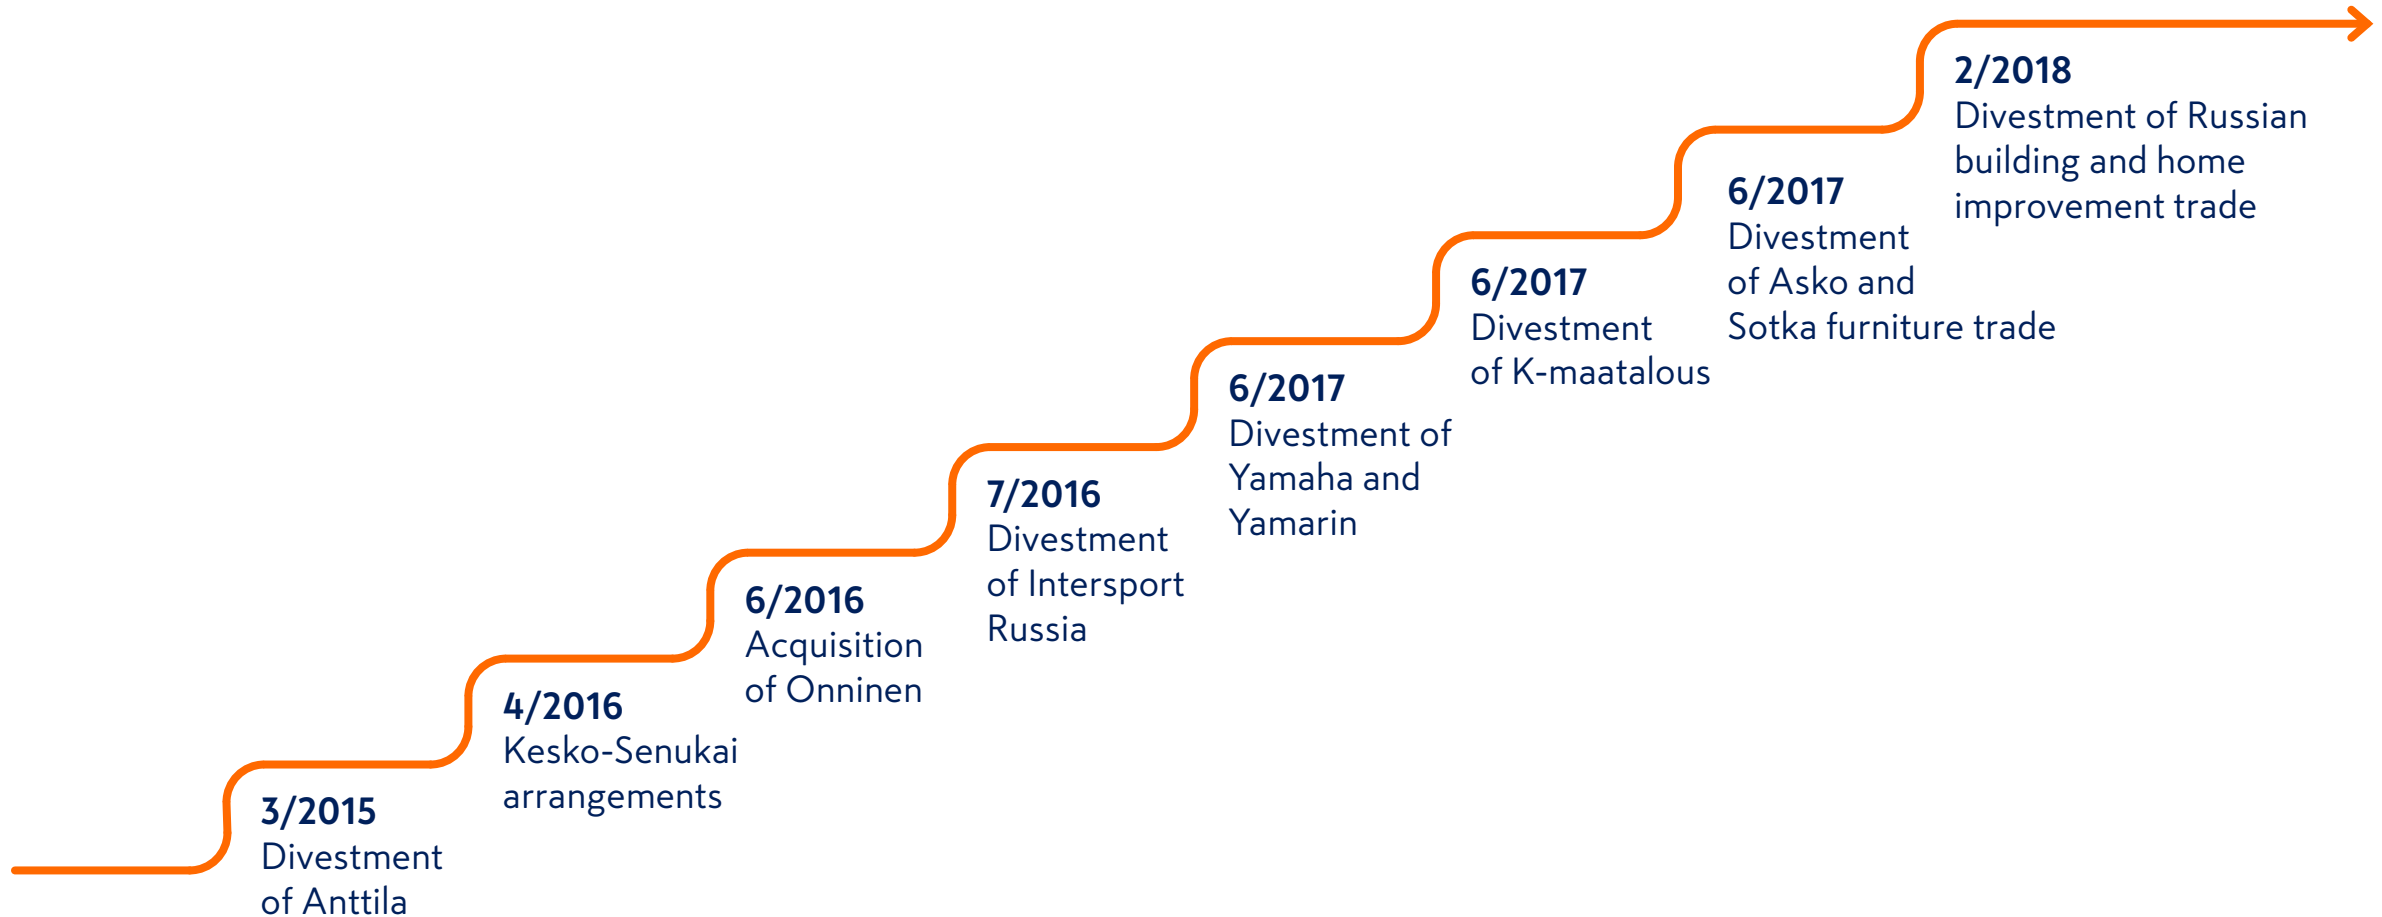 3/2015
Divestment
of Anttila
4/2016
Kesko-Senukai
arrangements
6/2016
Acquisition
of Onninen
7/2016
Divestment
of Intersport
Russia
6/2017
Divestment of
Yamaha and
Yamarin
6/2017
Divestment
of K-maatalous
6/2017
Divestment
of Asko and
Sotka furniture trade
2/2018
Divestment of Russian
building and home
improvement trade